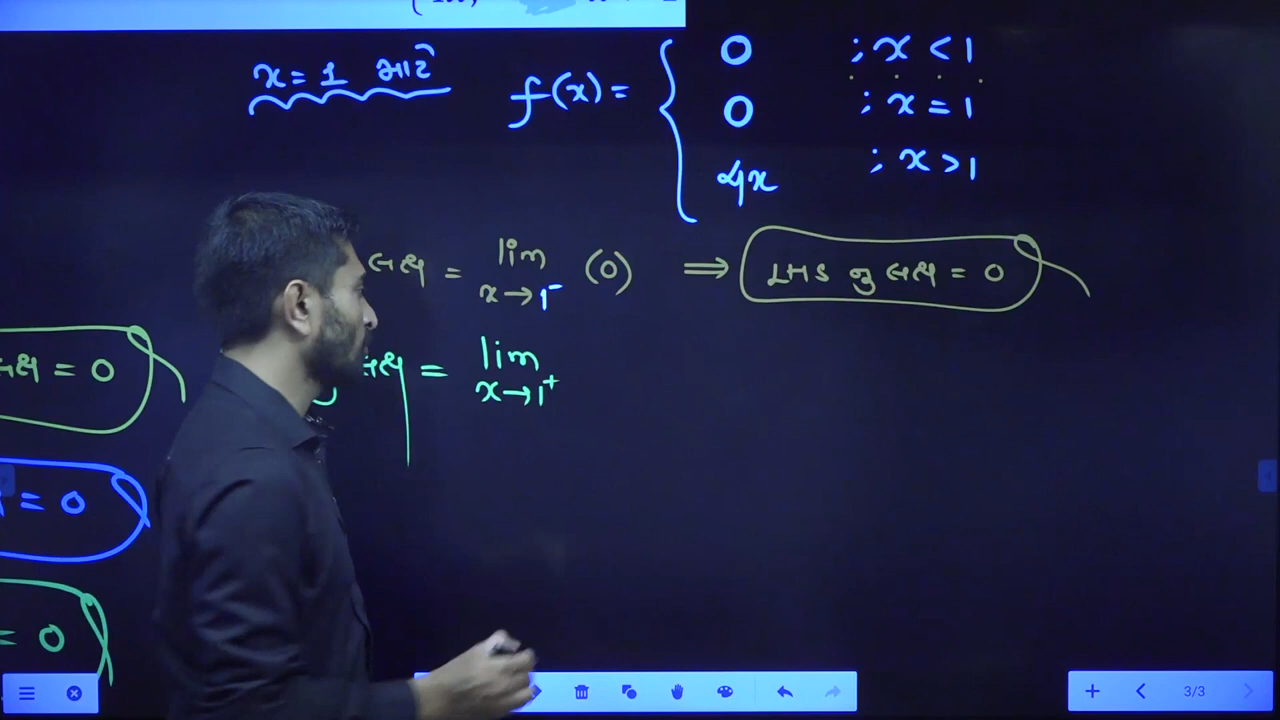 x = 1 માટે
f(x) = { 0 ; x < 1
0 ; x = 1
4x ; x > 1
લક્ષ = lim x→1⁻ (0) ⇒ LHS નુ લક્ષ = 0
લક્ષ = lim x→1⁺
લક્ષ = 0
= 0
= 0
3/3